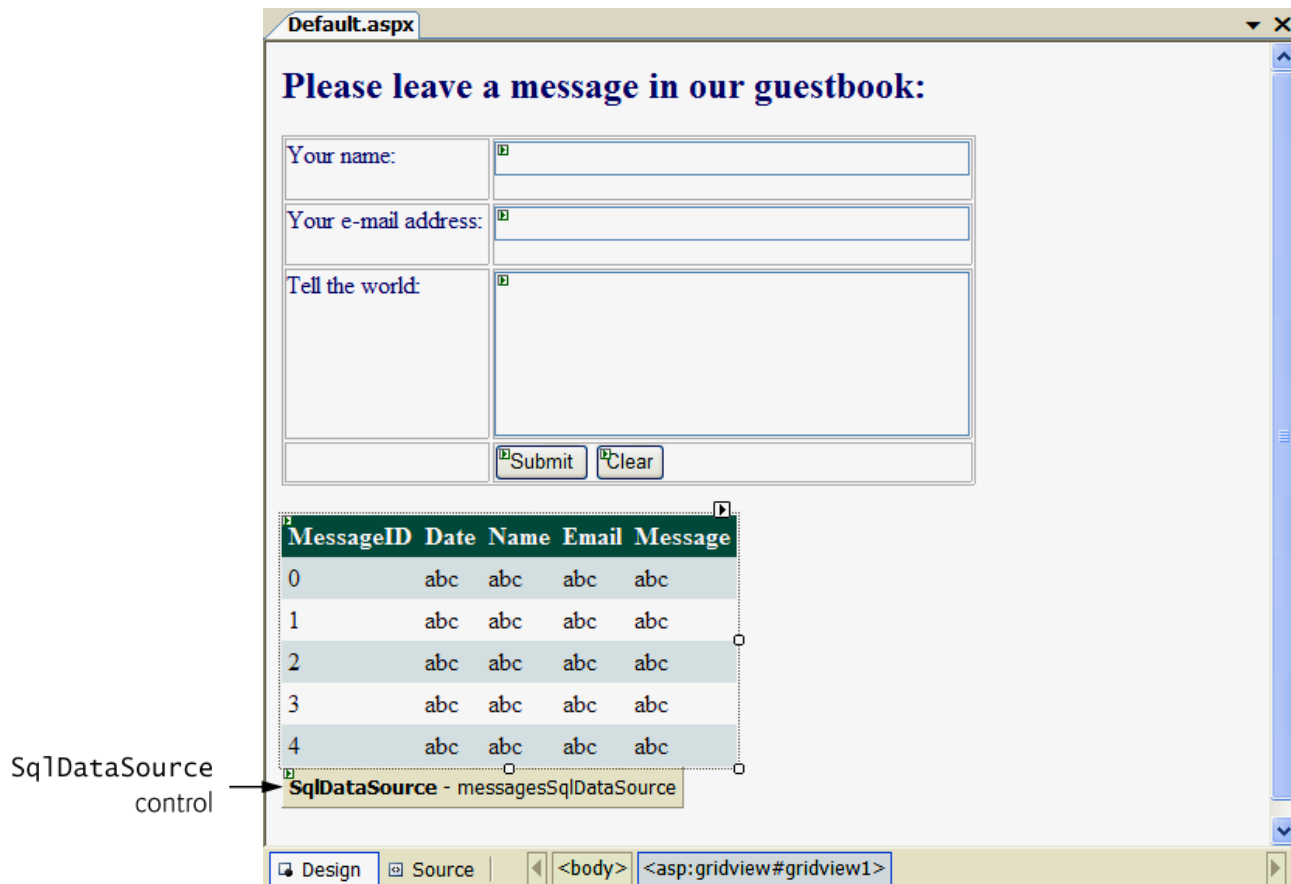 Default.aspx
Please leave a message in our guestbook:
Your name:
Your e-mail address:
Tell the world:
Submit Clear
MessageID Date Name Email Message
0 abc abc abc abc
1 abc abc abc abc
2 abc abc abc abc
3 abc abc abc abc
4 abc abc abc abc
SqlDataSource
control
SqlDataSource - messagesSqlDataSource
Design Source <body> <asp:gridview#gridview1>